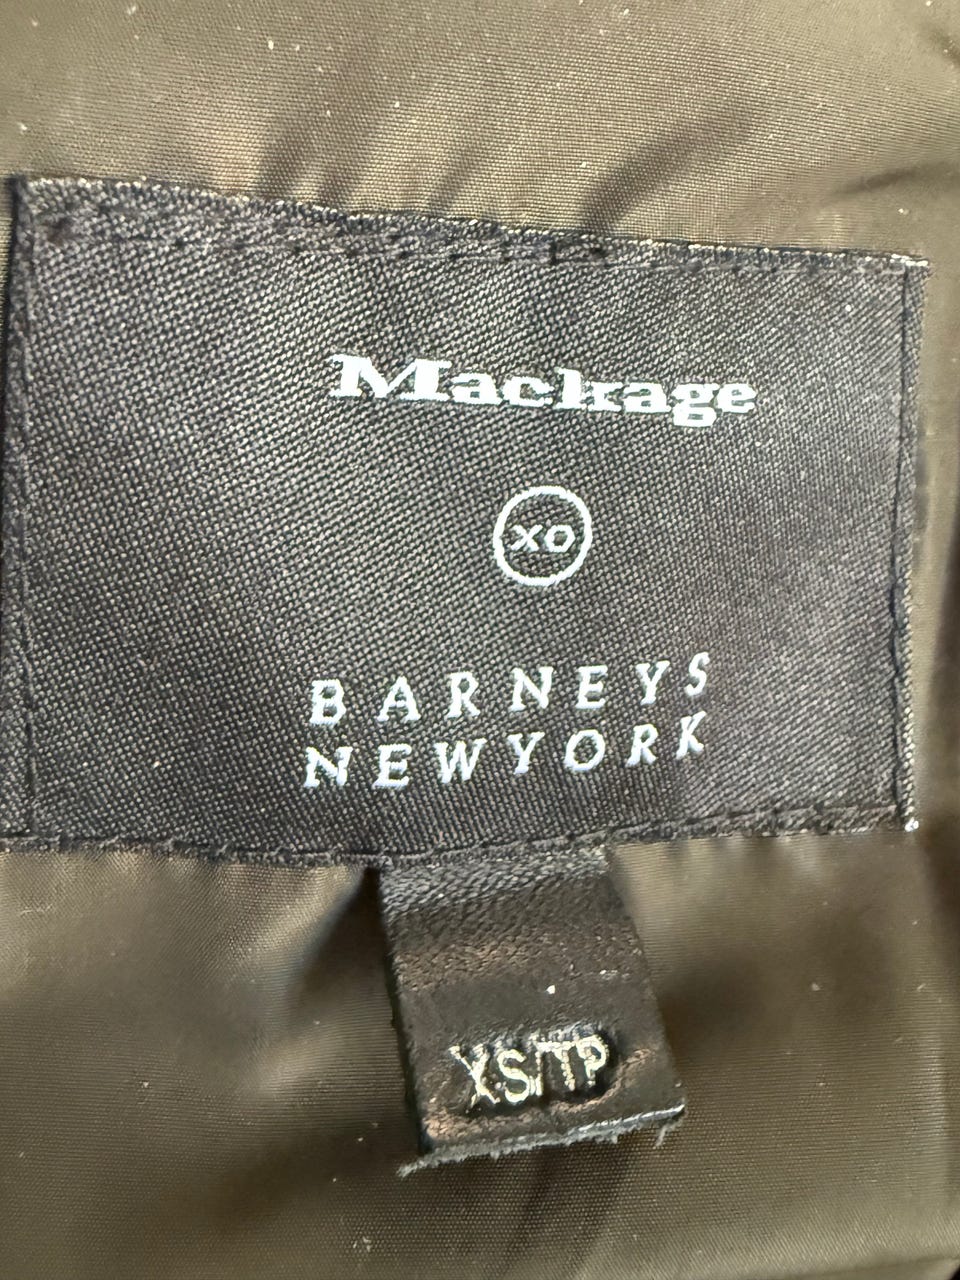 Mackage
XO
BARNEYS
NEWYORK
XS/TP